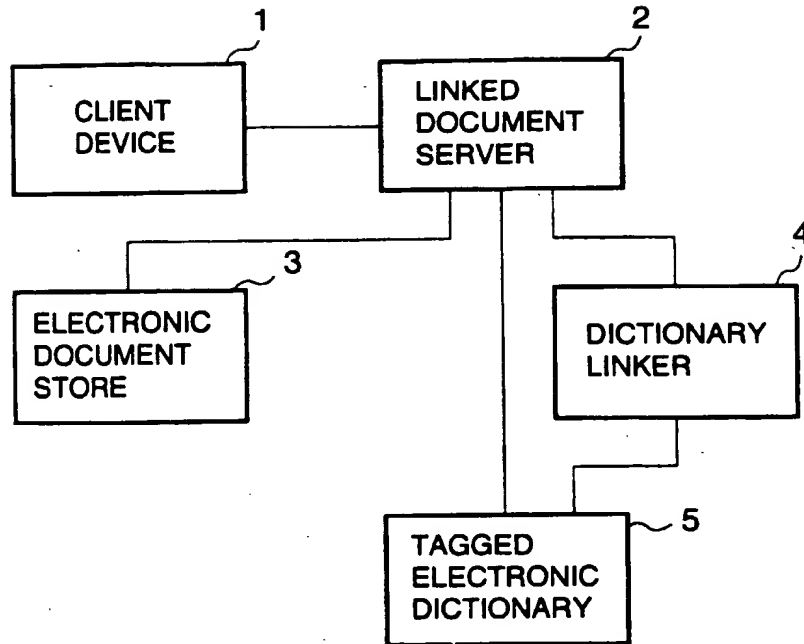 1
CLIENT
DEVICE
2
LINKED
DOCUMENT
SERVER
3
ELECTRONIC
DOCUMENT
STORE
4
DICTIONARY
LINKER
5
TAGGED
ELECTRONIC
DICTIONARY